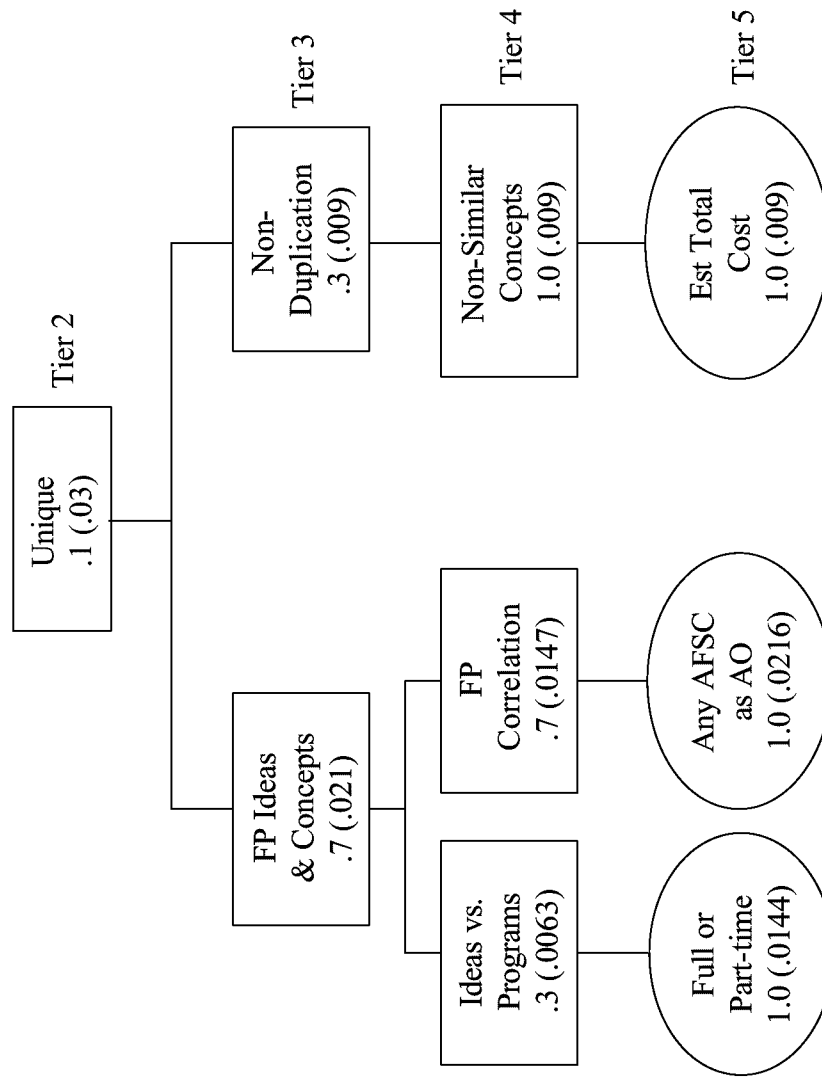 Unique
.1 (.03)
Tier 2
FP Ideas
& Concepts
.7 (.021)
Non-
Duplication
.3 (.009)
Tier 3
Ideas vs.
Programs
.3 (.0063)
FP
Correlation
.7 (.0147)
Non-Similar
Concepts
1.0 (.009)
Tier 4
Full or
Part-time
1.0 (.0144)
Any AFSC
as AO
1.0 (.0216)
Est Total
Cost
1.0 (.009)
Tier 5